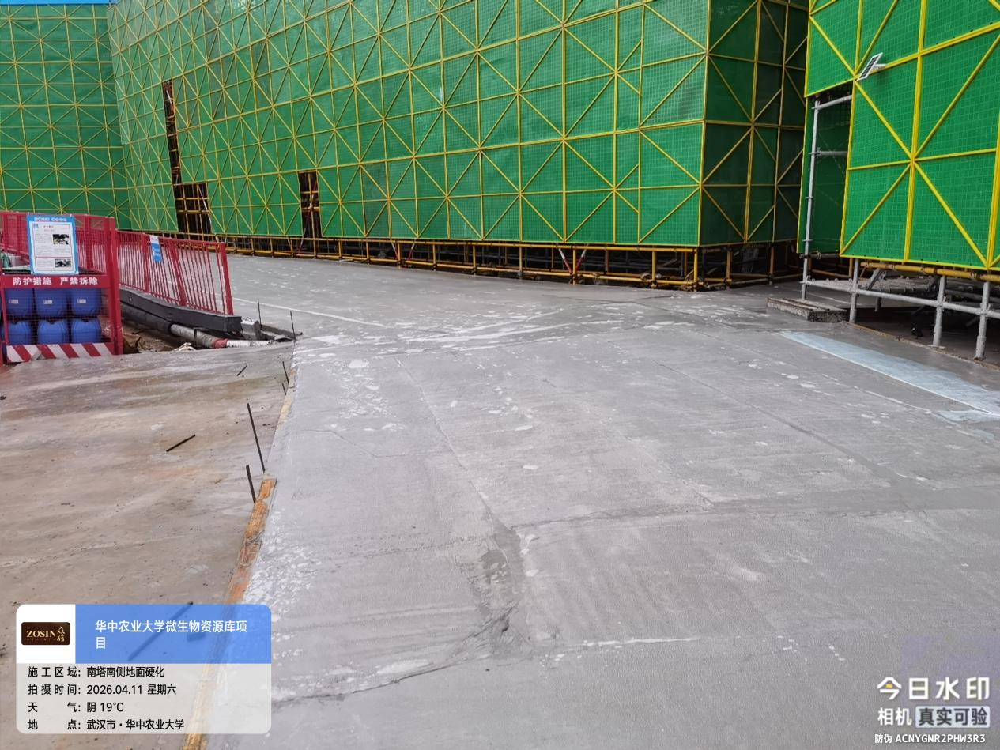 防护措施 严禁拆除
ZOSIN 众信
华中农业大学微生物资源库项
目
施工区域: 南塔南侧地面硬化
拍摄时间: 2026.04.11 星期六
天 气: 阴 19°C
地 点: 武汉市·华中农业大学
今日水印
相机 真实可验
防伪 ACNYGNR2PHW3R3